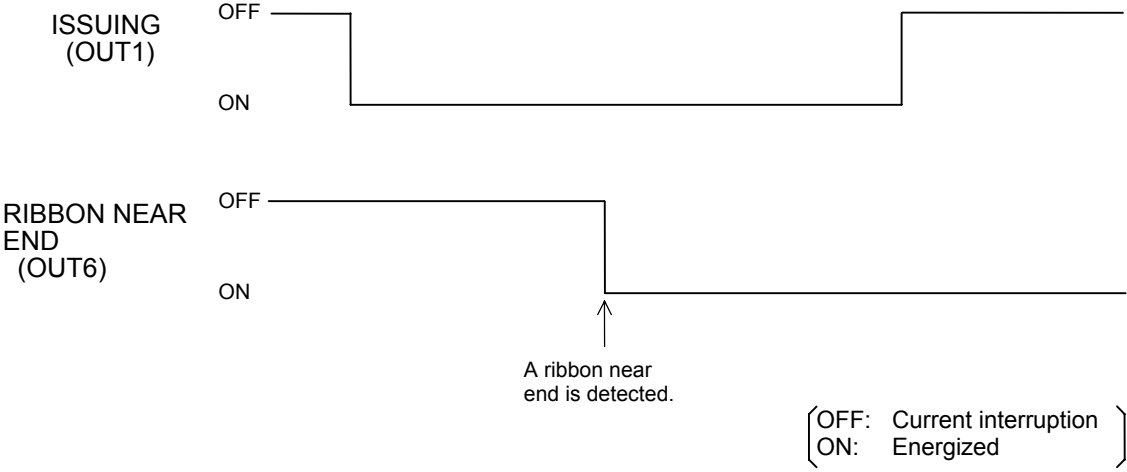 ISSUING
(OUT1)
OFF
ON
RIBBON NEAR
END
(OUT6)
OFF
ON
A ribbon near
end is detected.
OFF: Current interruption
ON: Energized